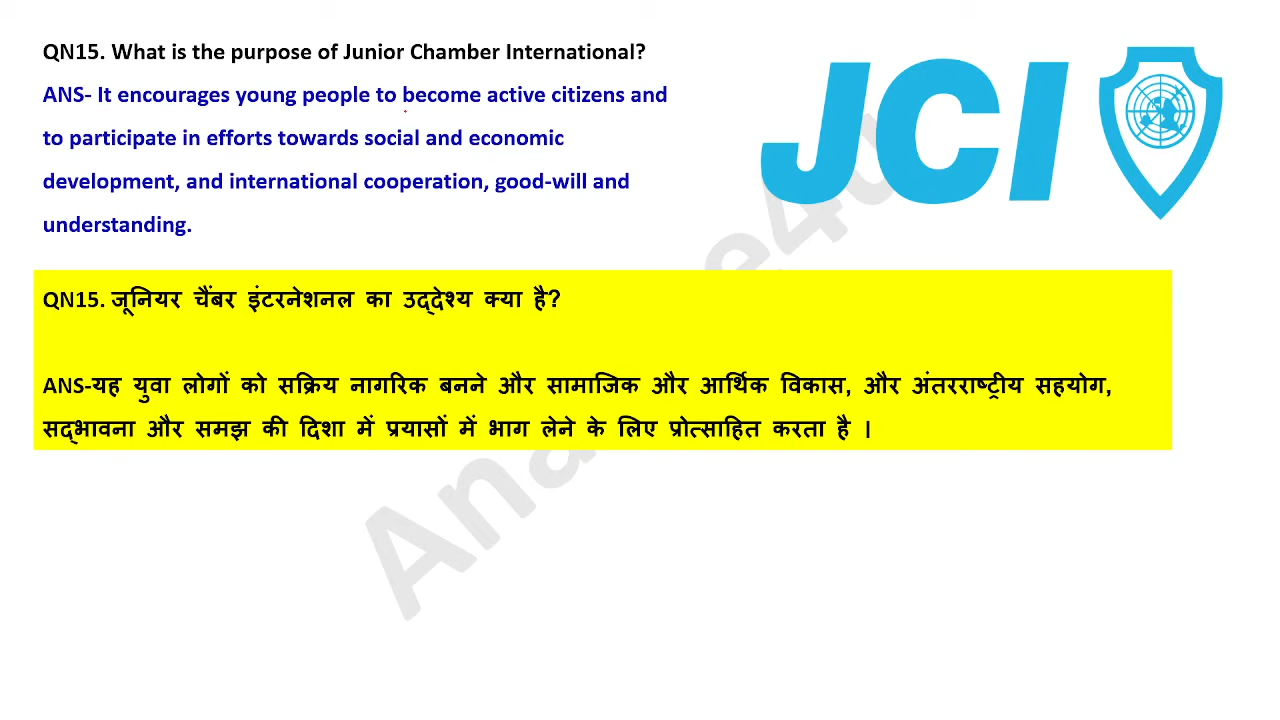 QN15. What is the purpose of Junior Chamber International?
ANS- It encourages young people to become active citizens and
to participate in efforts towards social and economic
development, and international cooperation, good-will and
understanding.
JCI
QN15. जूनियर चैंबर इंटरनेशनल का उद्देश्य क्या है?
ANS-यह युवा लोगों को सक्रिय नागरिक बनने और सामाजिक और आर्थिक विकास, और अंतरराष्ट्रीय सहयोग,
सद्भावना और समझ की दिशा में प्रयासों में भाग लेने के लिए प्रोत्साहित करता है ।